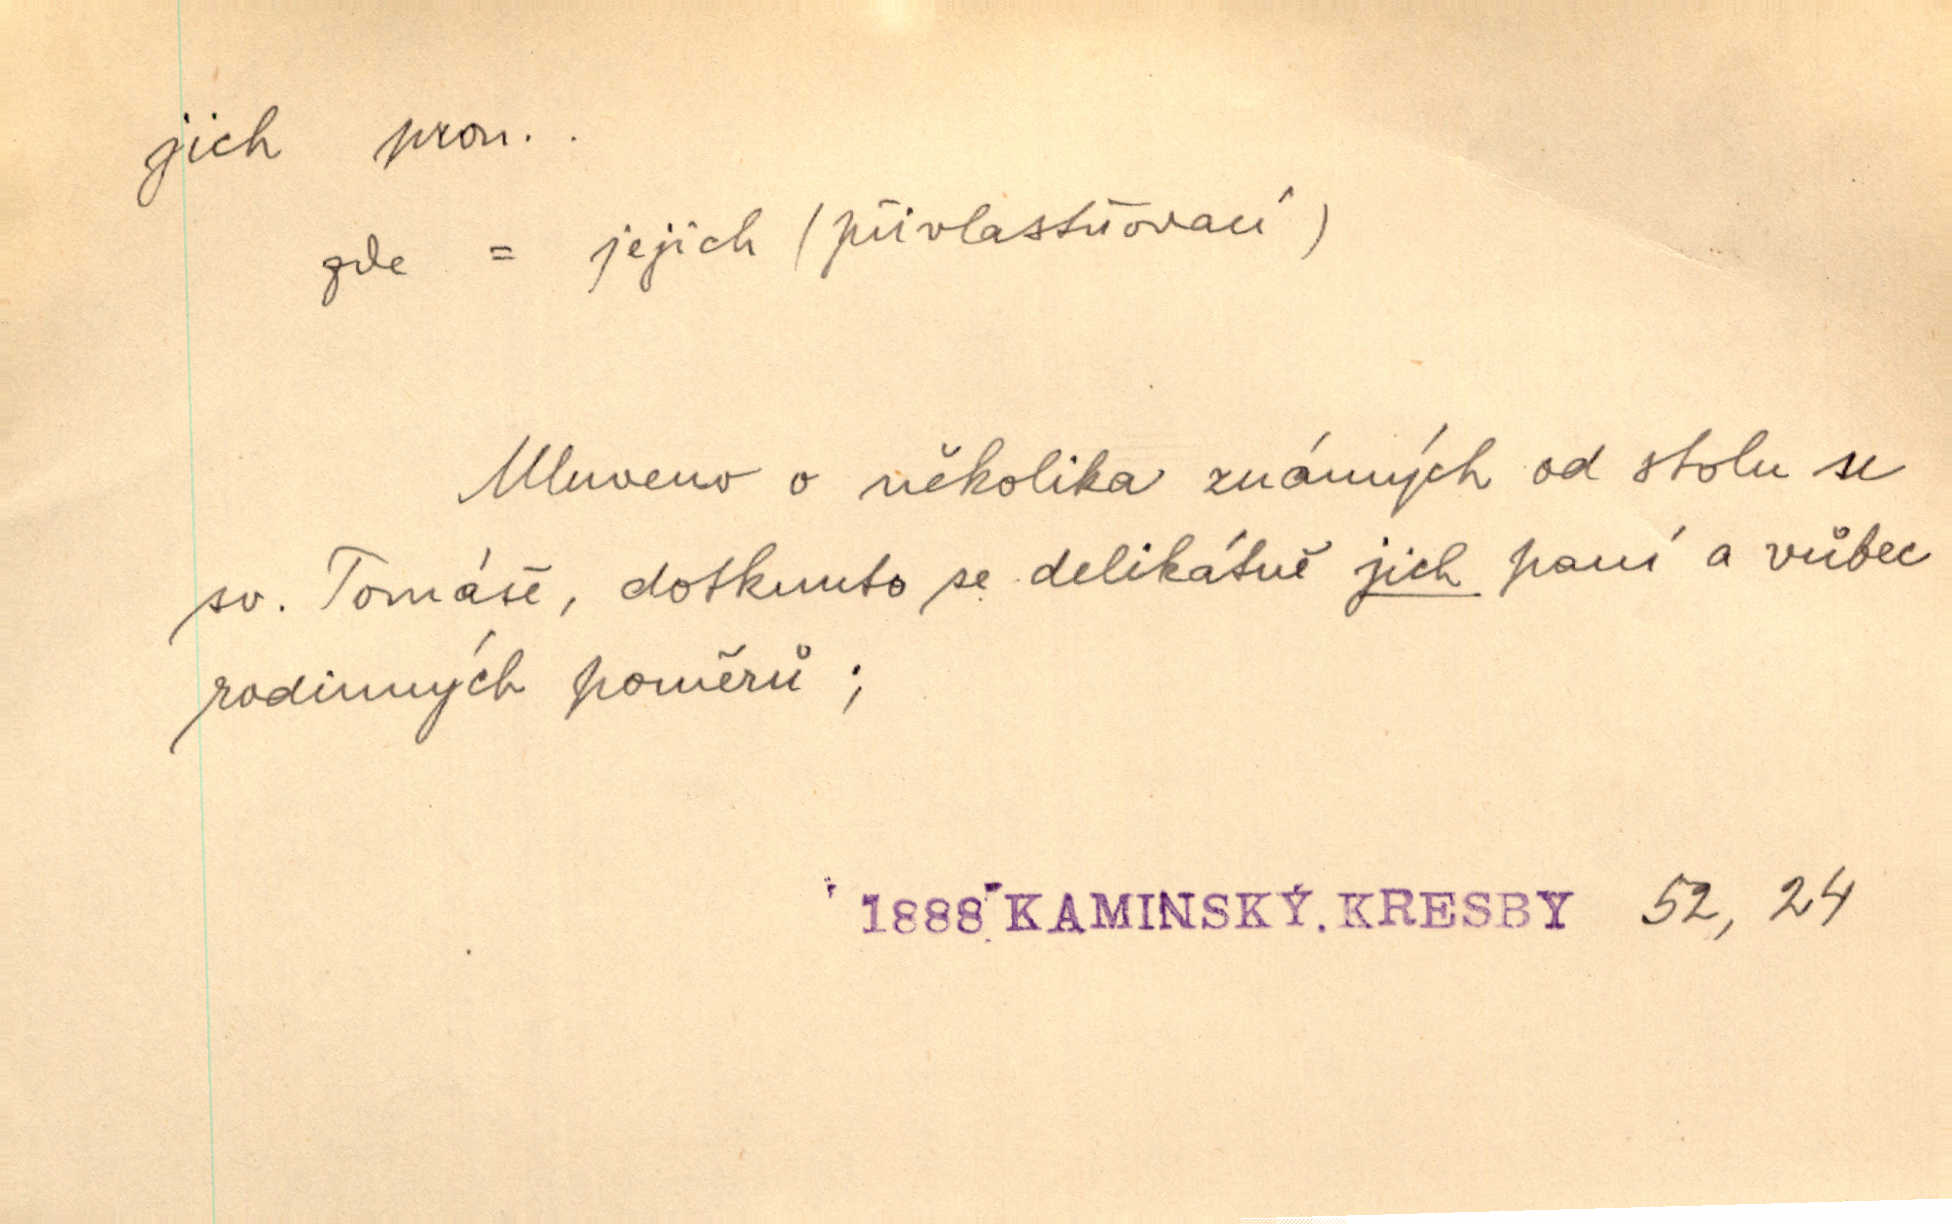 jich pron. .
zde = jejich (přivlastňovací)
Mluveno o několika známých od stolu u
sv. Tomáše, dotknuto se delikátně jich paní a vůbec
rodinných poměrů ;
1888 KAMINSKÝ. KRESBY 52, 24